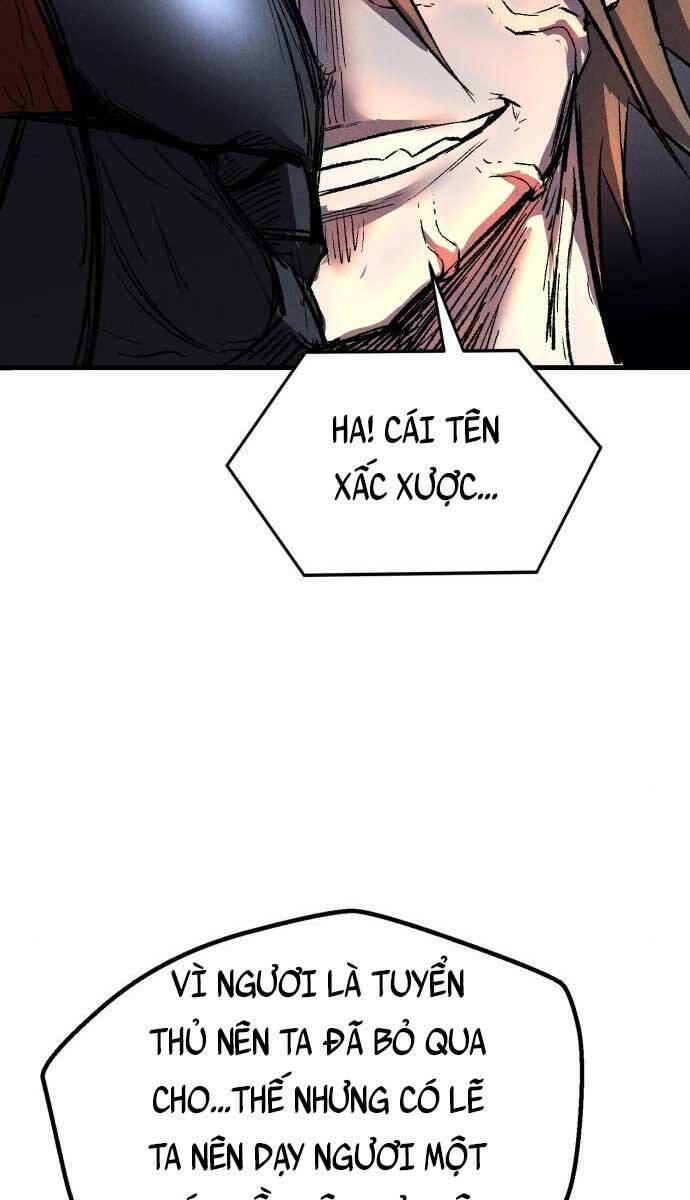 HA! CÁI TÊN
XẤC XƯỢC...
VÌ NGƯƠI LÀ TUYỂN
THỦ NÊN TA ĐÃ BỎ QUA
CHO...THẾ NHƯNG CÓ LẼ
TA NÊN DẠY NGƯƠI MỘT